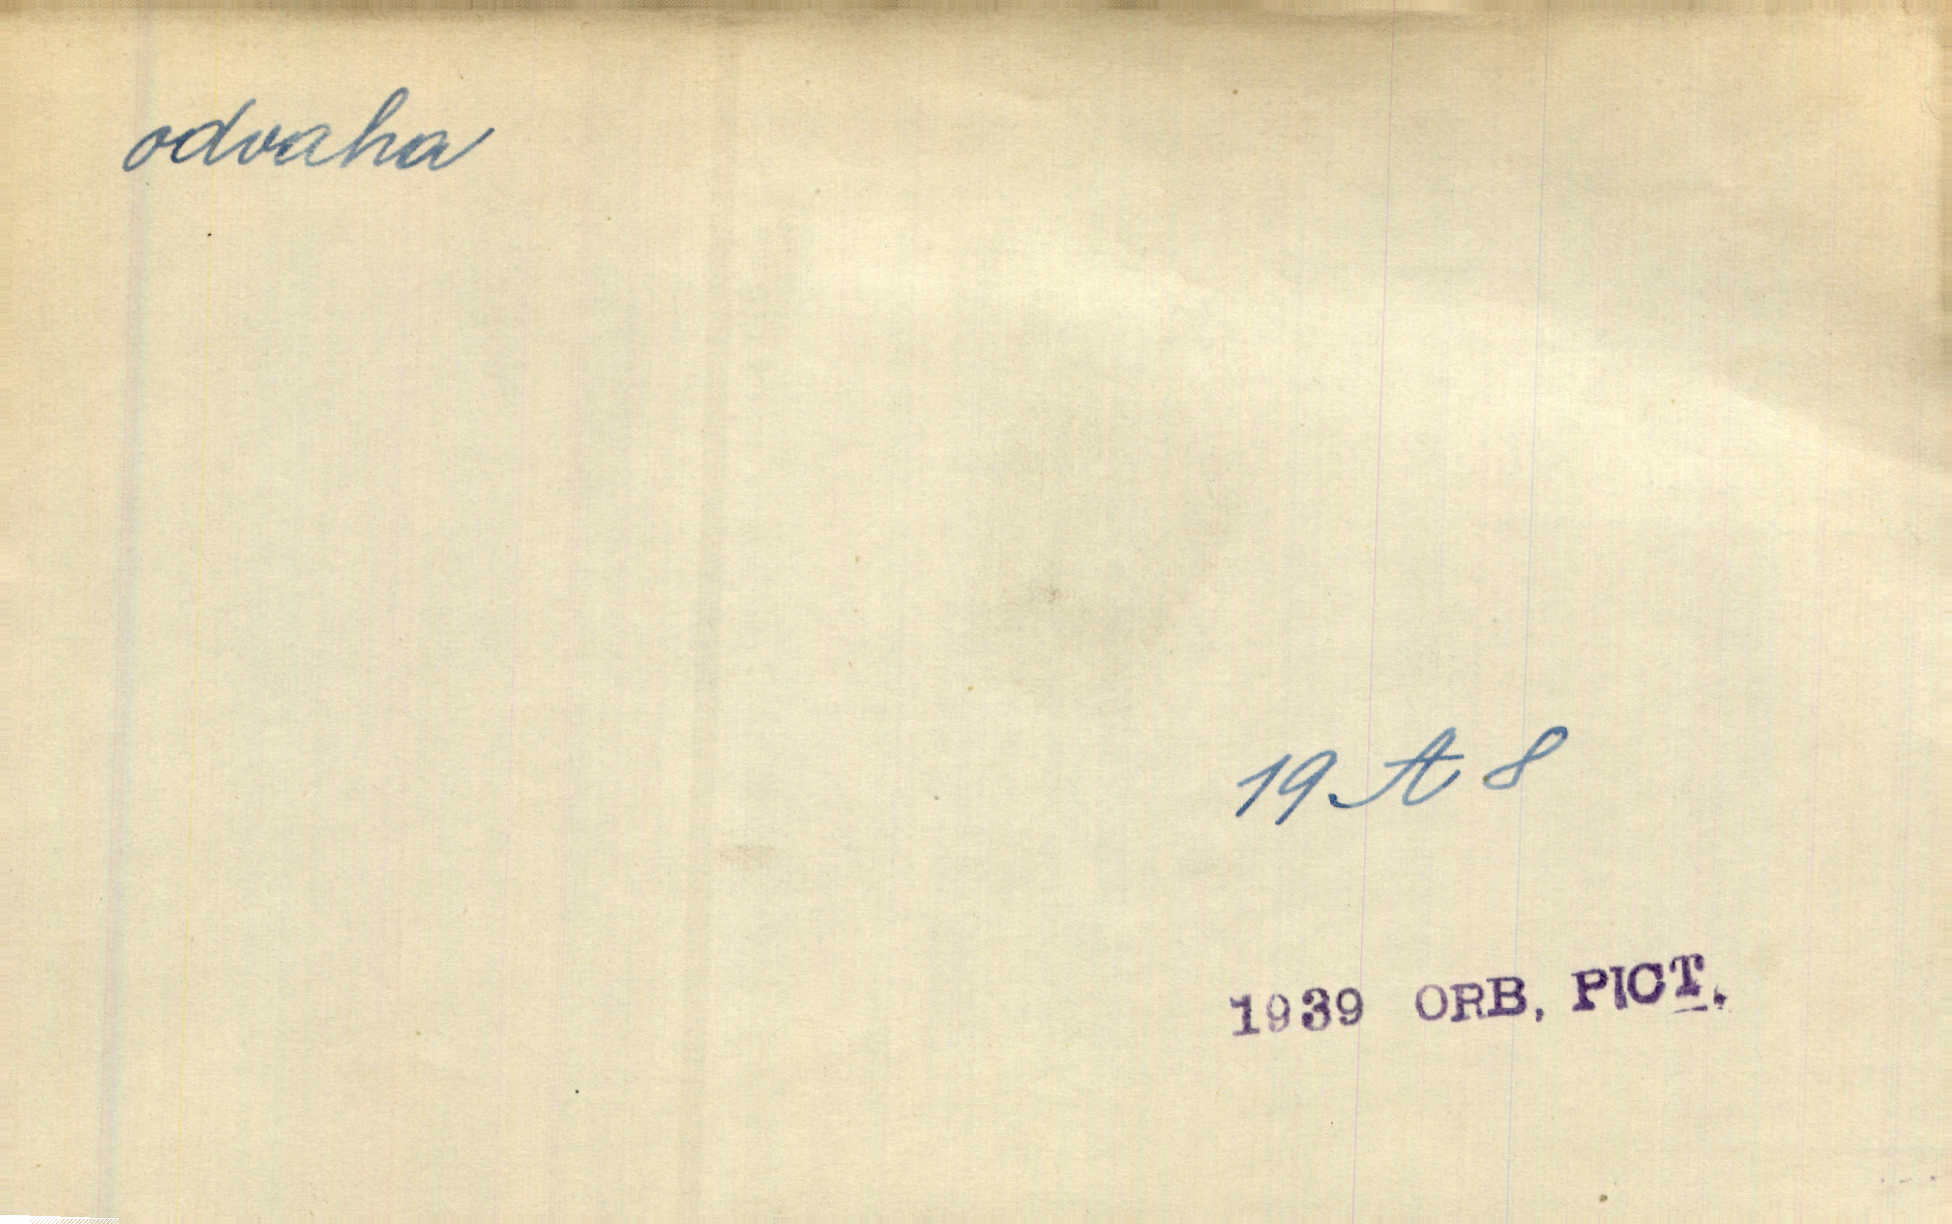 odvaha
19 A 8
1939 ORB. PICT.